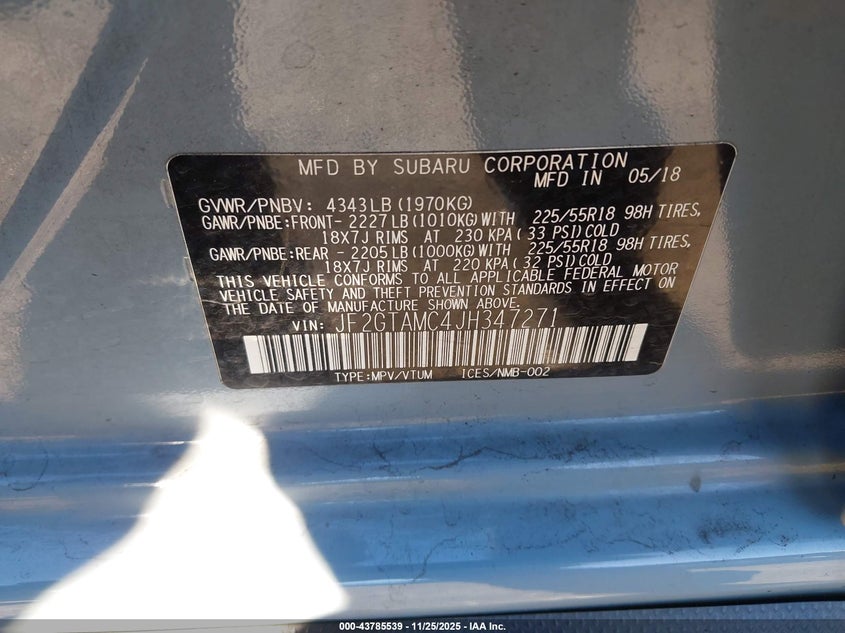 MFD BY SUBARU CORPORATION
MFD IN 05/18
GVWR/PNBV: 4343LB (1970KG)
GAWR/PNBE:FRONT- 2227LB(1010KG)WITH 225/55R18 98H TIRES,
18X7J RIMS AT 230 KPA(33 PSI)COLD
GAWR/PNBE:REAR - 2205LB(1000KG)WITH 225/55R18 98H TIRES,
18X7J RIMS AT 220 KPA(32 PSI)COLD
THIS VEHICLE CONFORMS TO ALL APPLICABLE FEDERAL MOTOR
VEHICLE SAFETY AND THEFT PREVENTION STANDARDS IN EFFECT ON
THE DATE OF MANUFACTURE SHOWN ABOVE.
VIN: JF2GTAMC4JH347271
TYPE:MPV/VTUM ICES/NMB-002
000-43785539 - 11/25/2025 - IAA Inc.